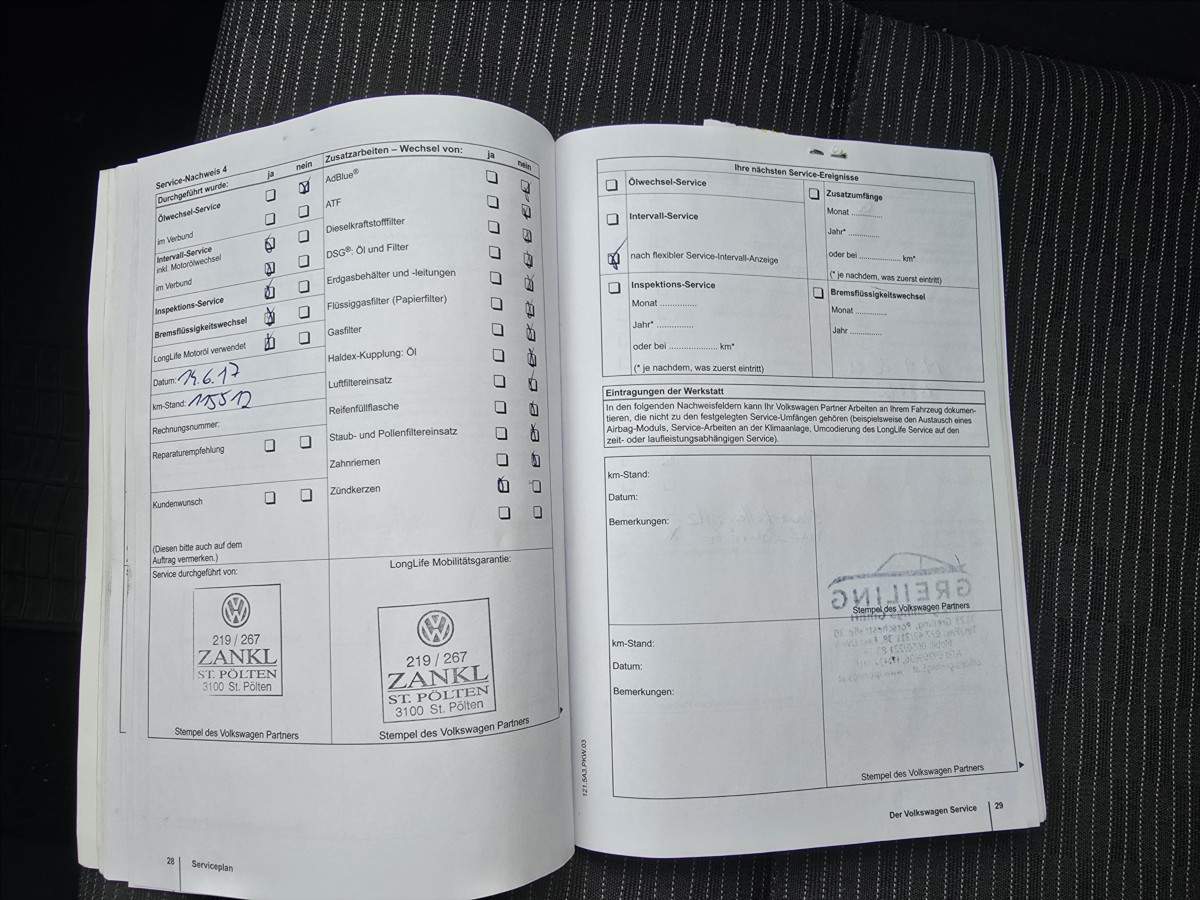 Service-Nachweis 4
Durchgeführt wurde: ja nein
Ölwechsel-Service
im Verbund
Intervall-Service
inkl. Motorölwechsel
im Verbund
Inspektions-Service
Bremsflüssigkeitswechsel
LongLife Motoröl verwendet
Datum: 14.6.17
km-Stand: 115512
Rechnungsnummer:
Reparaturempfehlung
Kundenwunsch
(Diesen bitte auch auf dem
Auftrag vermerken.)
Zusatzarbeiten – Wechsel von: ja nein
AdBlue®
ATF
Dieselkraftstofffilter
DSG®: Öl und Filter
Erdgasbehälter und -leitungen
Flüssiggasfilter (Papierfilter)
Gasfilter
Haldex-Kupplung: Öl
Luftfiltereinsatz
Reifenfüllflasche
Staub- und Pollenfiltereinsatz
Zahnriemen
Zündkerzen
Service durchgeführt von:
219 / 267
ZANKL
ST. PÖLTEN
3100 St. Pölten
Stempel des Volkswagen Partners
LongLife Mobilitätsgarantie:
219 / 267
ZANKL
ST. PÖLTEN
3100 St. Pölten
Stempel des Volkswagen Partners
28 Serviceplan
Ihre nächsten Service-Ereignisse
Ölwechsel-Service
Intervall-Service
nach flexibler Service-Intervall-Anzeige
Inspektions-Service
Monat ...............
Jahr* ...............
oder bei .................... km*
(* je nachdem, was zuerst eintritt)
Zusatzumfänge
Monat .............
Jahr* .............
oder bei .................. km*
(* je nachdem, was zuerst eintritt)
Bremsflüssigkeitswechsel
Monat .............
Jahr .............
Eintragungen der Werkstatt
In den folgenden Nachweisfeldern kann Ihr Volkswagen Partner Arbeiten an Ihrem Fahrzeug dokumen-
tieren, die nicht zu den festgelegten Service-Umfängen gehören (beispielsweise den Austausch eines
Airbag-Moduls, Service-Arbeiten an der Klimaanlage, Umcodierung des LongLife Service auf den
zeit- oder laufleistungsabhängigen Service).
km-Stand:
Datum:
Bemerkungen:
GREILING
Stempel des Volkswagen Partners
km-Stand:
Datum:
Bemerkungen:
Stempel des Volkswagen Partners
121.5A3.PKW.03
Der Volkswagen Service 29